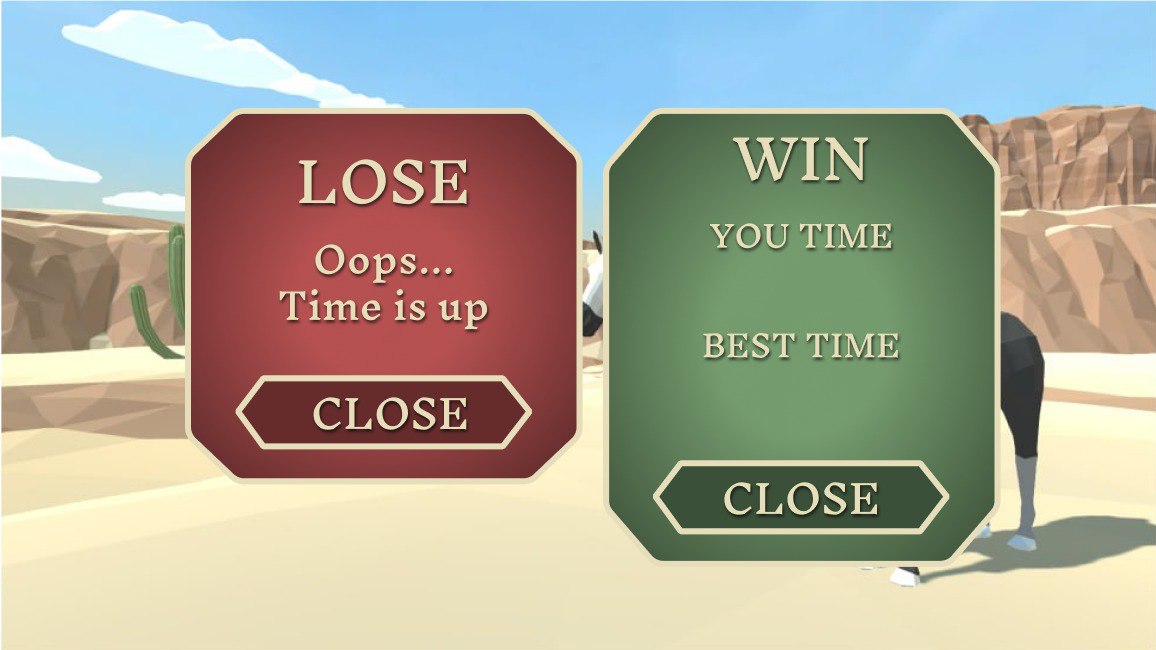 LOSE
Oops...
Time is up
CLOSE
WIN
YOU TIME
BEST TIME
CLOSE